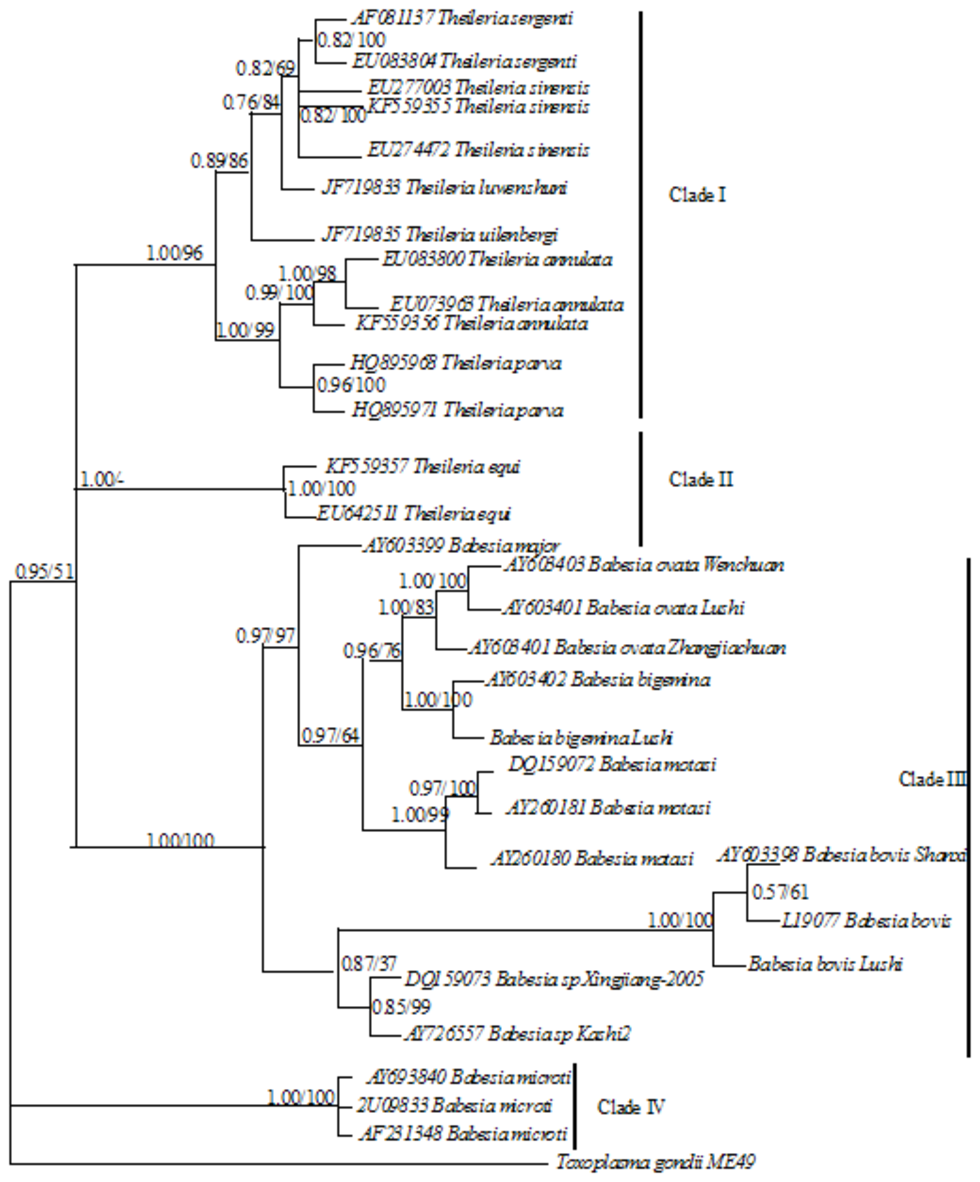 AF081137 Theileria sergenti
0.82/100
EU083804 Theileria sergenti
0.82/69
EU277003 Theileria sinensis
0.76/84
KF559355 Theileria sinensis
0.82/100
EU274472 Theileria sinensis
0.89/86
JF719833 Theileria luwenshuni
Clade I
JF719835 Theileria uilenbergi
1.00/96
EU083800 Theileria annulata
1.00/98
0.99/100
EU073963 Theileria annulata
KF559356 Theileria annulata
1.00/99
HQ895968 Theileria parva
0.96/100
HQ895971 Theileria parva
KF559357 Theileria equi
1.00/-
1.00/100
Clade II
EU642511 Theileria equi
AY603399 Babesia major
0.95/51
AY603403 Babesia ovata Wenchuan
1.00/100
1.00/83
AY603401 Babesia ovata Lushi
0.97/97
0.96/76
AY603401 Babesia ovata Zhangjiachuan
AY603402 Babesia bigemina
1.00/100
0.97/64
Babesia bigemina Lushi
DQ159072 Babesia motasi
Clade III
0.97/100
AY260181 Babesia motasi
1.00/99
1.00/100
AY260180 Babesia motasi
AY603398 Babesia bovis Shanxi
0.57/61
1.00/100
L19077 Babesia bovis
0.87/37
Babesia bovis Lushi
DQ159073 Babesia sp Xingjiang-2005
0.85/99
AY726557 Babesia sp Kashi2
AY693840 Babesia microti
1.00/100
2U09833 Babesia microti
Clade IV
AF231348 Babesia microti
Toxoplasma gondii ME49